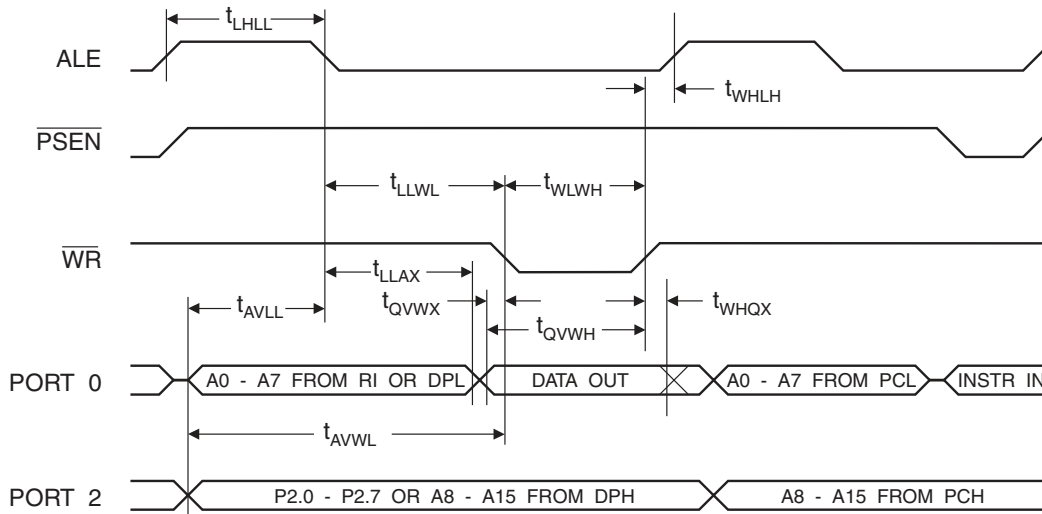 tLHLL
ALE
tWHLH
PSEN
tLLWL
tWLWH
WR
tLLAX
tQVWX
tWHQX
tAVLL
tQVWH
PORT 0
A0 - A7 FROM RI OR DPL
DATA OUT
A0 - A7 FROM PCL
INSTR IN
tAVWL
PORT 2
P2.0 - P2.7 OR A8 - A15 FROM DPH
A8 - A15 FROM PCH